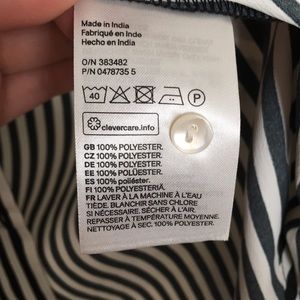 Made in India
Fabriqué en Inde
Hecho en India
O/N 383482
P/N 0478735 5
40
P
clevercare.info
GB 100% POLYESTER.
CZ 100% POLYESTER.
DE 100% POLYESTER.
EE 100% POLÜESTER.
ES 100% poliéster.
FI 100% POLYESTERIÄ.
FR LAVER À LA MACHINE À L'EAU
TIÈDE. BLANCHIR SANS CHLORE
SI NÉCESSAIRE. SÉCHER À L'AIR.
REPASSER À TEMPÉRATURE MOYENNE.
NETTOYAGE À SEC. 100% POLYESTER.